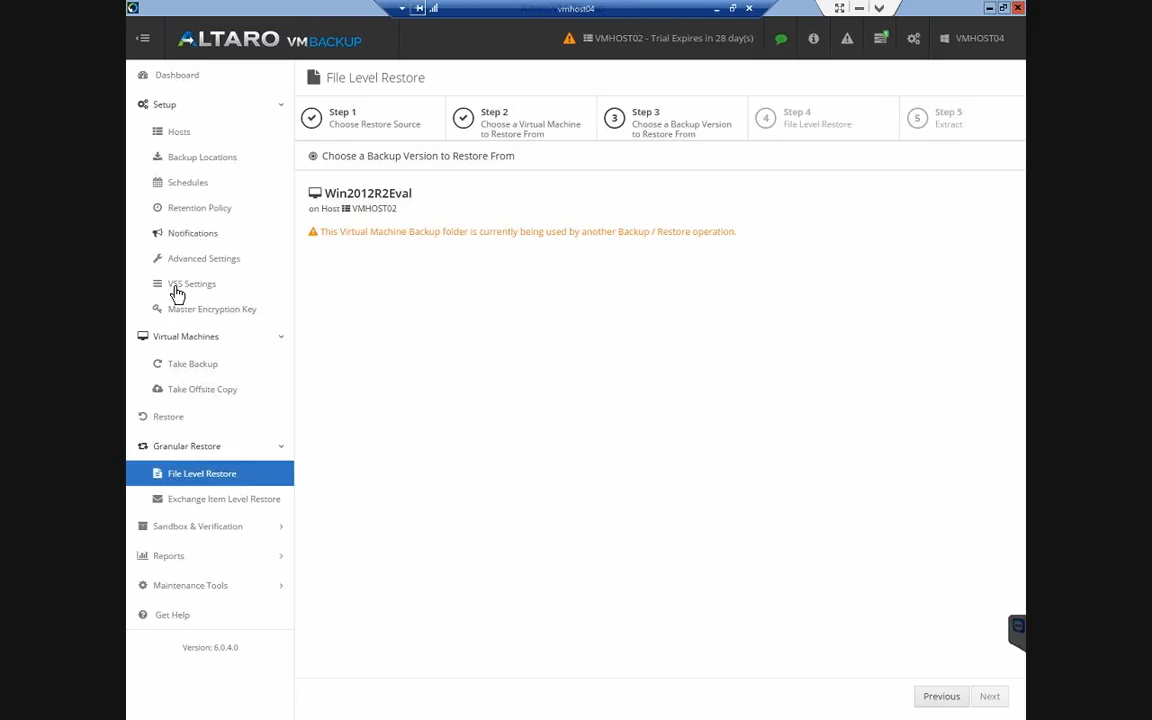 vmhost04
ALTARO VMBACKUP
VMHOST02 - Trial Expires in 28 day(s)
VMHOST04
Dashboard
Setup
Hosts
Backup Locations
Schedules
Retention Policy
Notifications
Advanced Settings
VSS Settings
Master Encryption Key
Virtual Machines
Take Backup
Take Offsite Copy
Restore
Granular Restore
File Level Restore
Exchange Item Level Restore
Sandbox & Verification
Reports
Maintenance Tools
Get Help
Version: 6.0.4.0
File Level Restore
Step 1
Choose Restore Source
Step 2
Choose a Virtual Machine
to Restore From
3
Step 3
Choose a Backup Version
to Restore From
4
Step 4
File Level Restore
5
Step 5
Extract
Choose a Backup Version to Restore From
Win2012R2Eval
on Host VMHOST02
This Virtual Machine Backup folder is currently being used by another Backup / Restore operation.
Previous
Next